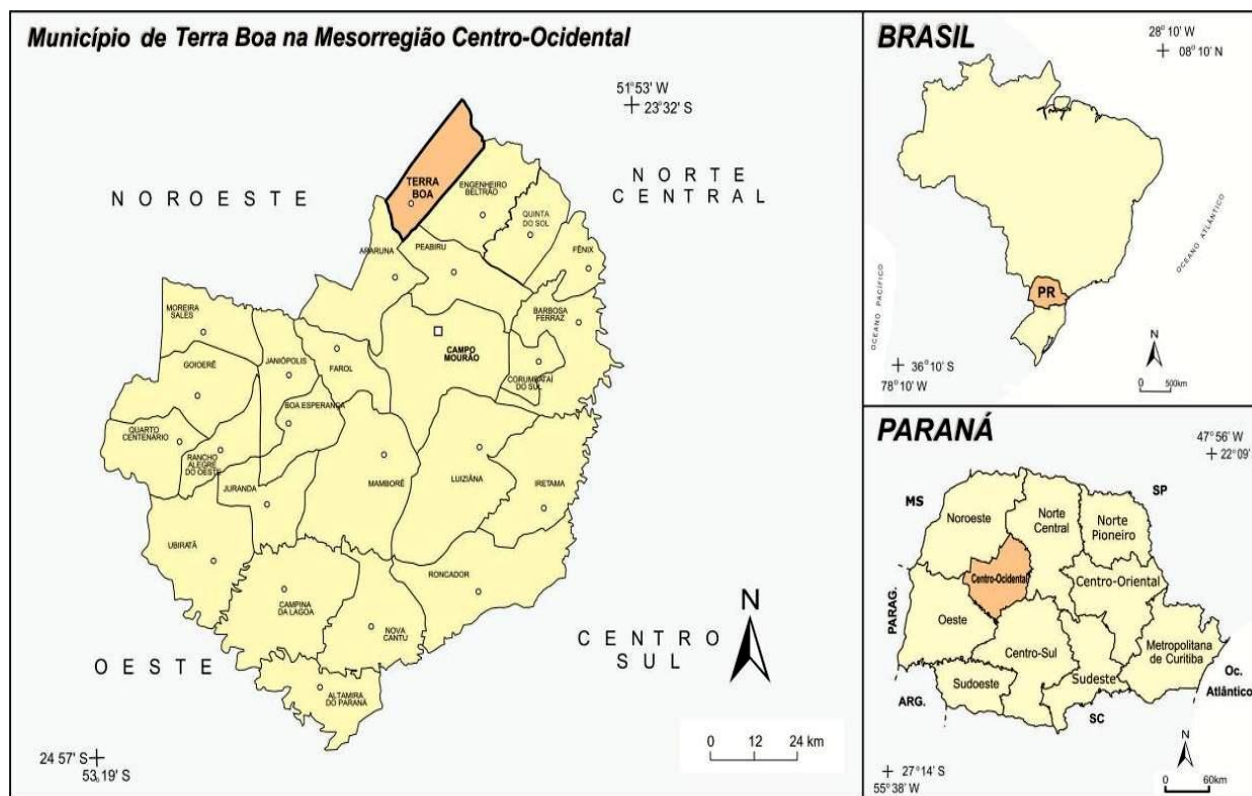 Município de Terra Boa na Mesorregião Centro-Ocidental
51°53' W
23°32' S
NOROESTE
NORTE
CENTRAL
TERRA
BOA
ENGENHEIRO
BELTRÃO
QUINTA
DO SOL
FÊNIX
ARARUNA
PEABIRU
MOREIRA
SALES
BARBOSA
FERRAZ
CAMPO
MOURÃO
GOIOERÊ
JANIÓPOLIS
FAROL
CORUMBATAÍ
DO SUL
BOA ESPERANÇA
QUARTO
CENTENÁRIO
RANCHO
ALEGRE
DO OESTE
JURANDA
MAMBORÊ
LUIZIÂNA
IRETAMA
UBIRATÃ
RONCADOR
CAMPINA
DA LAGOA
NOVA
CANTU
ALTAMIRA
DO PARANÁ
OESTE
CENTRO
SUL
N
0 12 24 km
24 57' S
53 19' S
BRASIL
28°10' W
08°10' N
OCEANO ATLÂNTICO
OCEANO PACÍFICO
PR
36°10' S
78°10' W
N
0 500km
PARANÁ
47°56' W
22°09'
MS
SP
Noroeste
Norte
Central
Norte
Pioneiro
Centro-Ocidental
Centro-Oriental
PARAG.
Oeste
Centro-Sul
Metropolitana
de Curitiba
Sudoeste
Sudeste
Oc.
Atlântico
ARG.
SC
27°14' S
55°38' W
N
0 60km